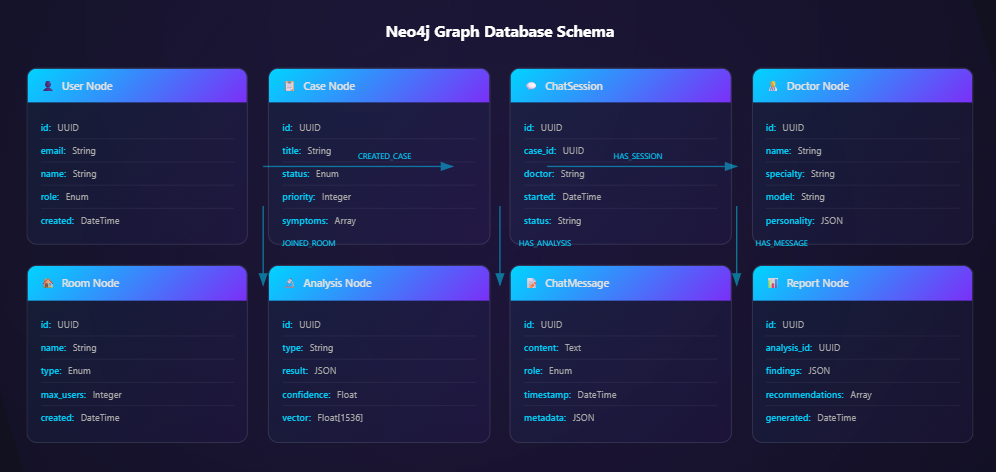 Neo4j Graph Database Schema
User Node
id: UUID
email: String
name: String
role: Enum
created: DateTime
Case Node
id: UUID
title: String
status: Enum
priority: Integer
symptoms: Array
ChatSession
id: UUID
case_id: UUID
doctor: String
started: DateTime
status: String
Doctor Node
id: UUID
name: String
specialty: String
model: String
personality: JSON
CREATED_CASE
HAS_SESSION
JOINED_ROOM
HAS_ANALYSIS
HAS_MESSAGE
Room Node
id: UUID
name: String
type: Enum
max_users: Integer
created: DateTime
Analysis Node
id: UUID
type: String
result: JSON
confidence: Float
vector: Float[1536]
ChatMessage
id: UUID
content: Text
role: Enum
timestamp: DateTime
metadata: JSON
Report Node
id: UUID
analysis_id: UUID
findings: JSON
recommendations: Array
generated: DateTime